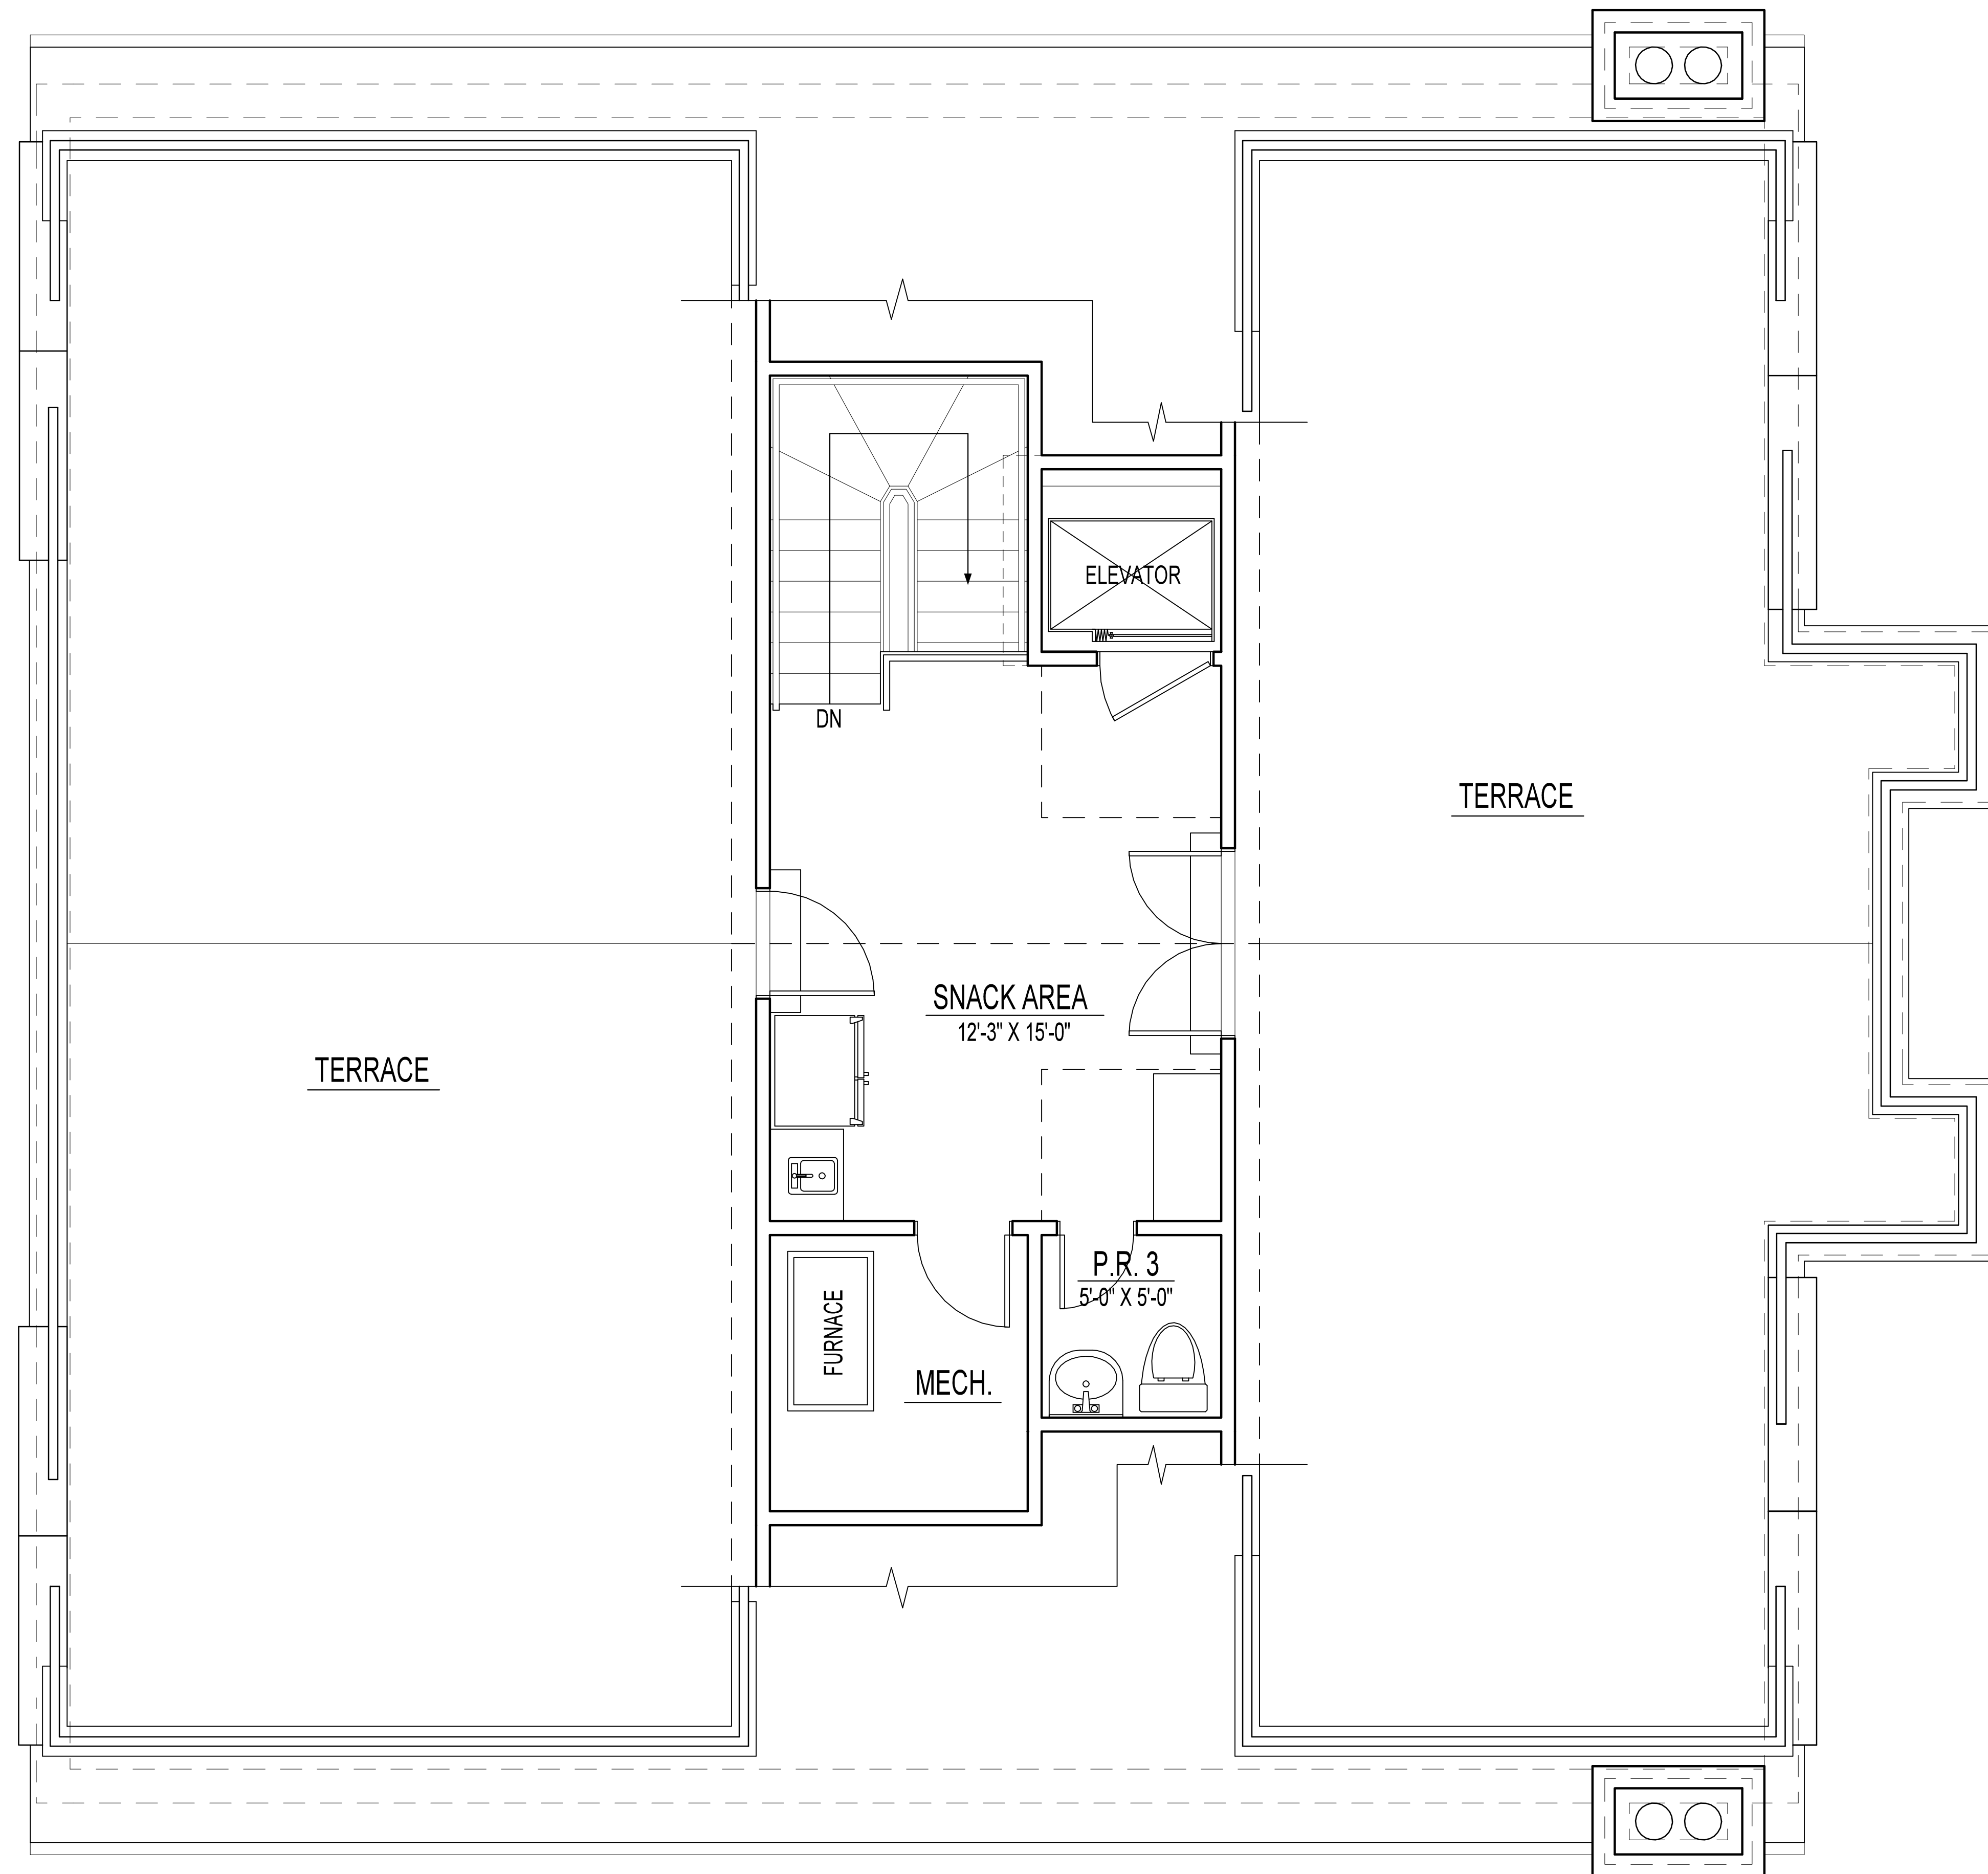 ELEVATOR
DN
TERRACE
SNACK AREA
12'-3" X 15'-0"
TERRACE
P.R. 3
5'-0" X 5'-0"
FURNACE
MECH.